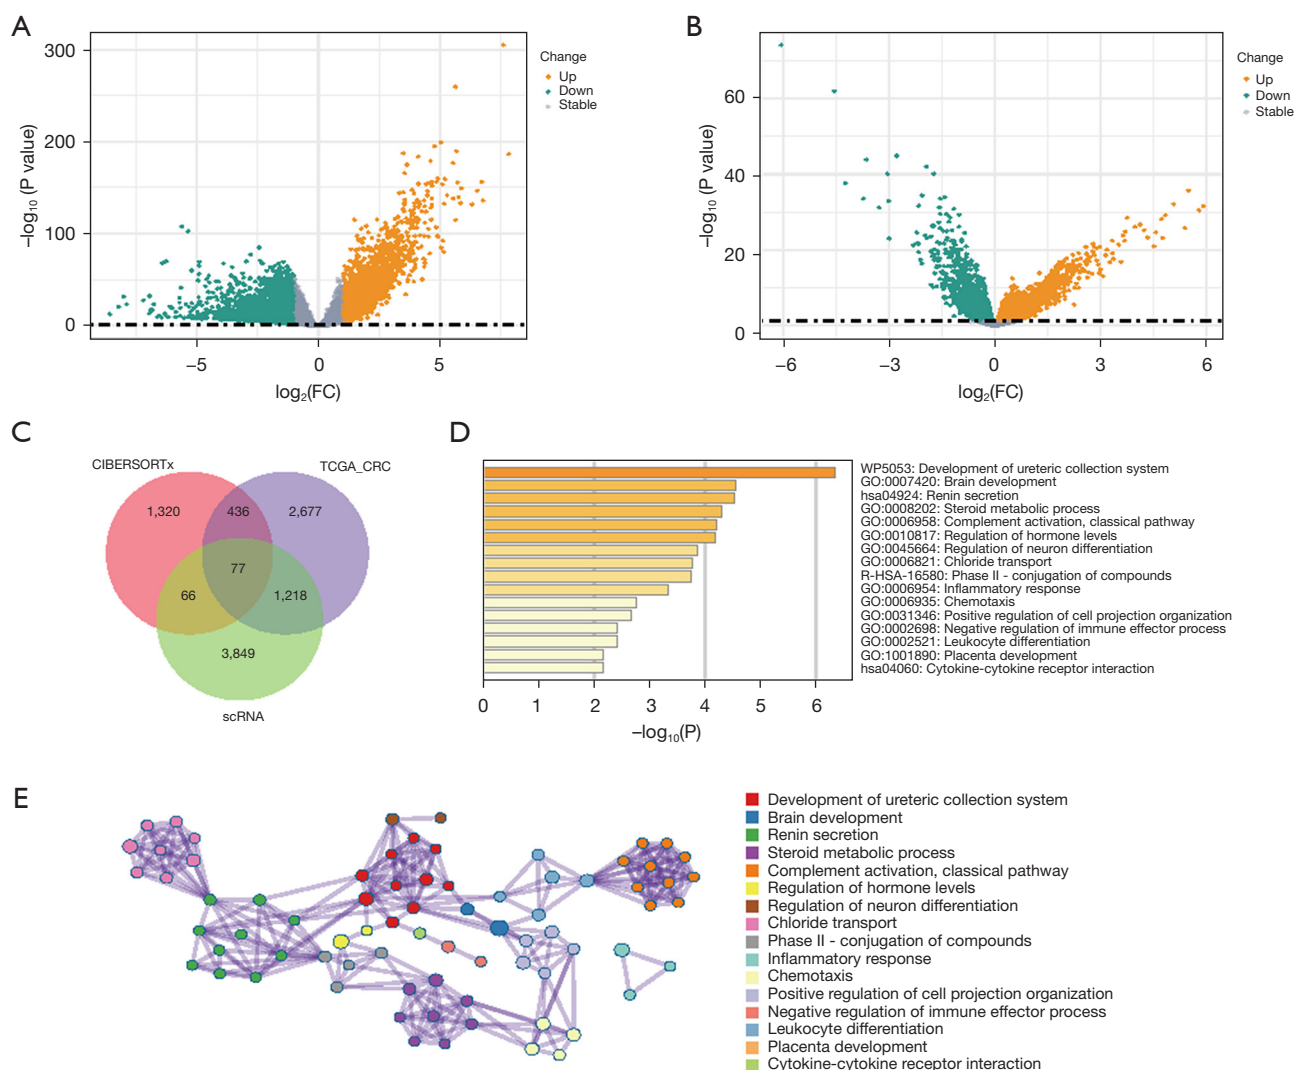 A
300
200
100
0
−5
0
5
−log10 (P value)
log2(FC)
Change
Up
Down
Stable
B
60
40
20
0
−6
−3
0
3
6
−log10 (P value)
log2(FC)
Change
Up
Down
Stable
C
CIBERSORTx
TCGA_CRC
1,320
436
2,677
77
66
1,218
3,849
scRNA
D
WP5053: Development of ureteric collection system
GO:0007420: Brain development
hsa04924: Renin secretion
GO:0008202: Steroid metabolic process
GO:0006958: Complement activation, classical pathway
GO:0010817: Regulation of hormone levels
GO:0045664: Regulation of neuron differentiation
GO:0006821: Chloride transport
R-HSA-16580: Phase II - conjugation of compounds
GO:0006954: Inflammatory response
GO:0006935: Chemotaxis
GO:0031346: Positive regulation of cell projection organization
GO:0002698: Negative regulation of immune effector process
GO:0002521: Leukocyte differentiation
GO:1001890: Placenta development
hsa04060: Cytokine-cytokine receptor interaction
0 1 2 3 4 5 6
−log10(P)
E
Development of ureteric collection system
Brain development
Renin secretion
Steroid metabolic process
Complement activation, classical pathway
Regulation of hormone levels
Regulation of neuron differentiation
Chloride transport
Phase II - conjugation of compounds
Inflammatory response
Chemotaxis
Positive regulation of cell projection organization
Negative regulation of immune effector process
Leukocyte differentiation
Placenta development
Cytokine-cytokine receptor interaction